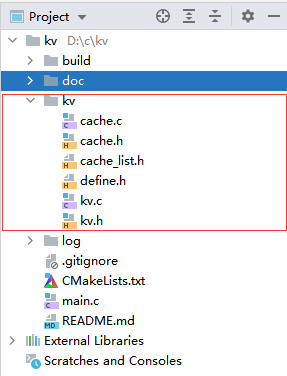 Project
kv D:\c\kv
build
doc
kv
cache.c
cache.h
cache_list.h
define.h
kv.c
kv.h
log
.gitignore
CMakeLists.txt
main.c
README.md
External Libraries
Scratches and Consoles